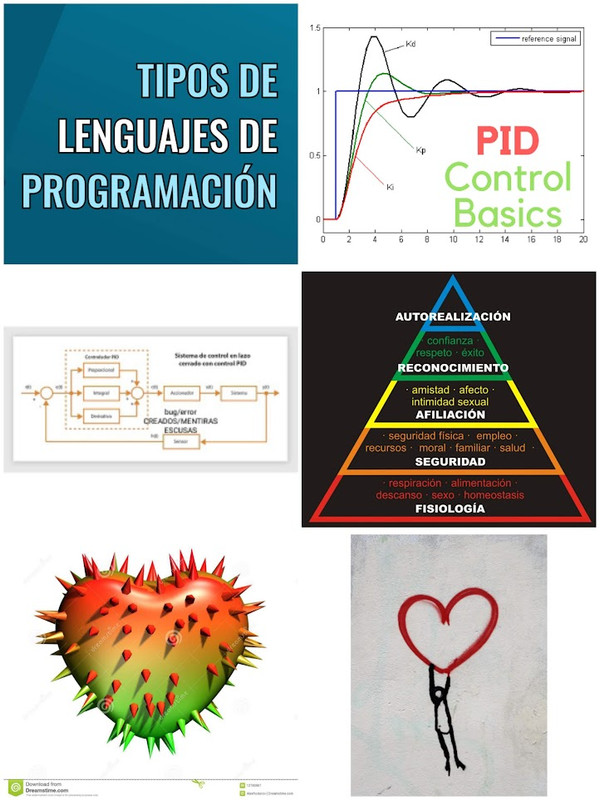 TIPOS DE
LENGUAJES DE
PROGRAMACIÓN
1.5
reference signal
Kd
1
Kp
0.5
Ki
0
0 2 4 6 8 10 12 14 16 18 20
PID
Control
Basics
Controlador PID
Sistema de control en lazo
cerrado con control PID
Proporcional
Integral
Derivativo
Accionador
Sistema
bug/error
CREADOS/MENTIRAS
ESCUSAS
Sensor
AUTOREALIZACIÓN
confianza ·
respeto · éxito
RECONOCIMIENTO
· amistad · afecto ·
intimidad sexual
AFILIACIÓN
· seguridad física · empleo ·
recursos · moral · familiar · salud ·
SEGURIDAD
· respiración · alimentación ·
descanso · sexo · homeostasis
FISIOLOGÍA
Download from
Dreamstime.com